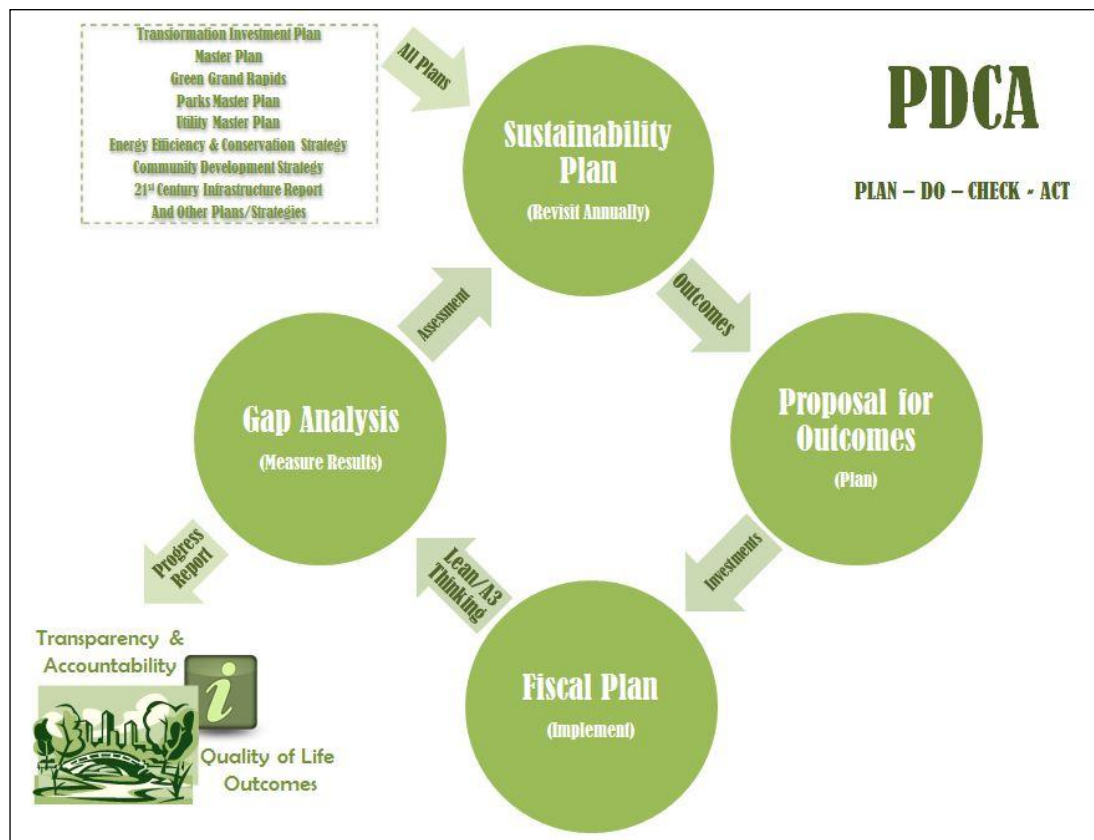 Transformation Investment Plan
Master Plan
Green Grand Rapids
Parks Master Plan
Utility Master Plan
Energy Efficiency & Conservation Strategy
Community Development Strategy
21st Century Infrastructure Report
And Other Plans/Strategies
All Plans
PDCA
PLAN – DO – CHECK - ACT
Sustainability
Plan
(Revisit Annually)
Outcomes
Proposal for
Outcomes
(Plan)
Investments
Fiscal Plan
(Implement)
Lean/A3
Thinking
Gap Analysis
(Measure Results)
Assessment
Progress
Report
Transparency &
Accountability
i
Quality of Life
Outcomes